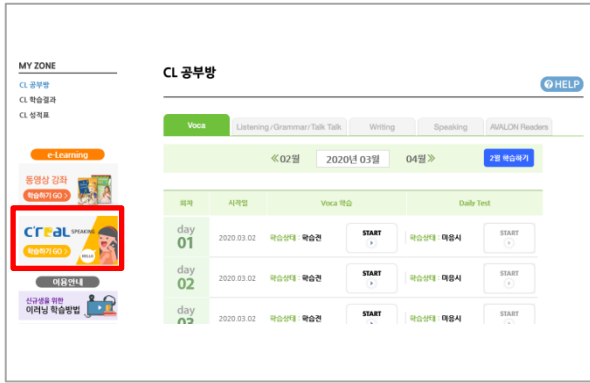 MY ZONE
CL 공부방
CL 학습결과
CL 성적표
e-Learning
동영상 강좌
학습하기 GO >
c'real SPEAKING
학습하기 GO >
HELLO
이용안내
신규생을 위한
이러닝 학습방법
CL 공부방
? HELP
Voca Listening/Grammar/Talk Talk Writing Speaking AVALON Readers
≪02월 2020년 03월 04월≫ 2월 학습하기
회차 시작일 Voca 학습 Daily Test
day
01 2020.03.02 학습상태 : 학습전 START 학습상태 : 미응시 START
day
02 2020.03.02 학습상태 : 학습전 START 학습상태 : 미응시 START
day
03 2020.03.02 학습상태 : 학습전 START 학습상태 : 미응시 START